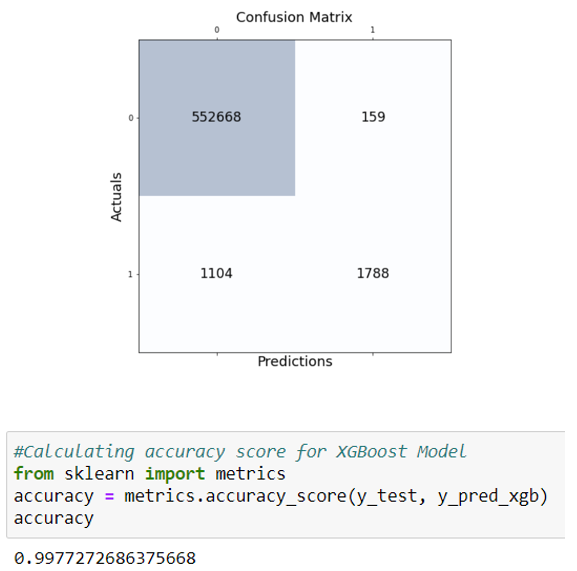 Confusion Matrix
0 1
0 552668 159
Actuals
1 1104 1788
Predictions
#Calculating accuracy score for XGBoost Model
from sklearn import metrics
accuracy = metrics.accuracy_score(y_test, y_pred_xgb)
accuracy
0.9977272686375668